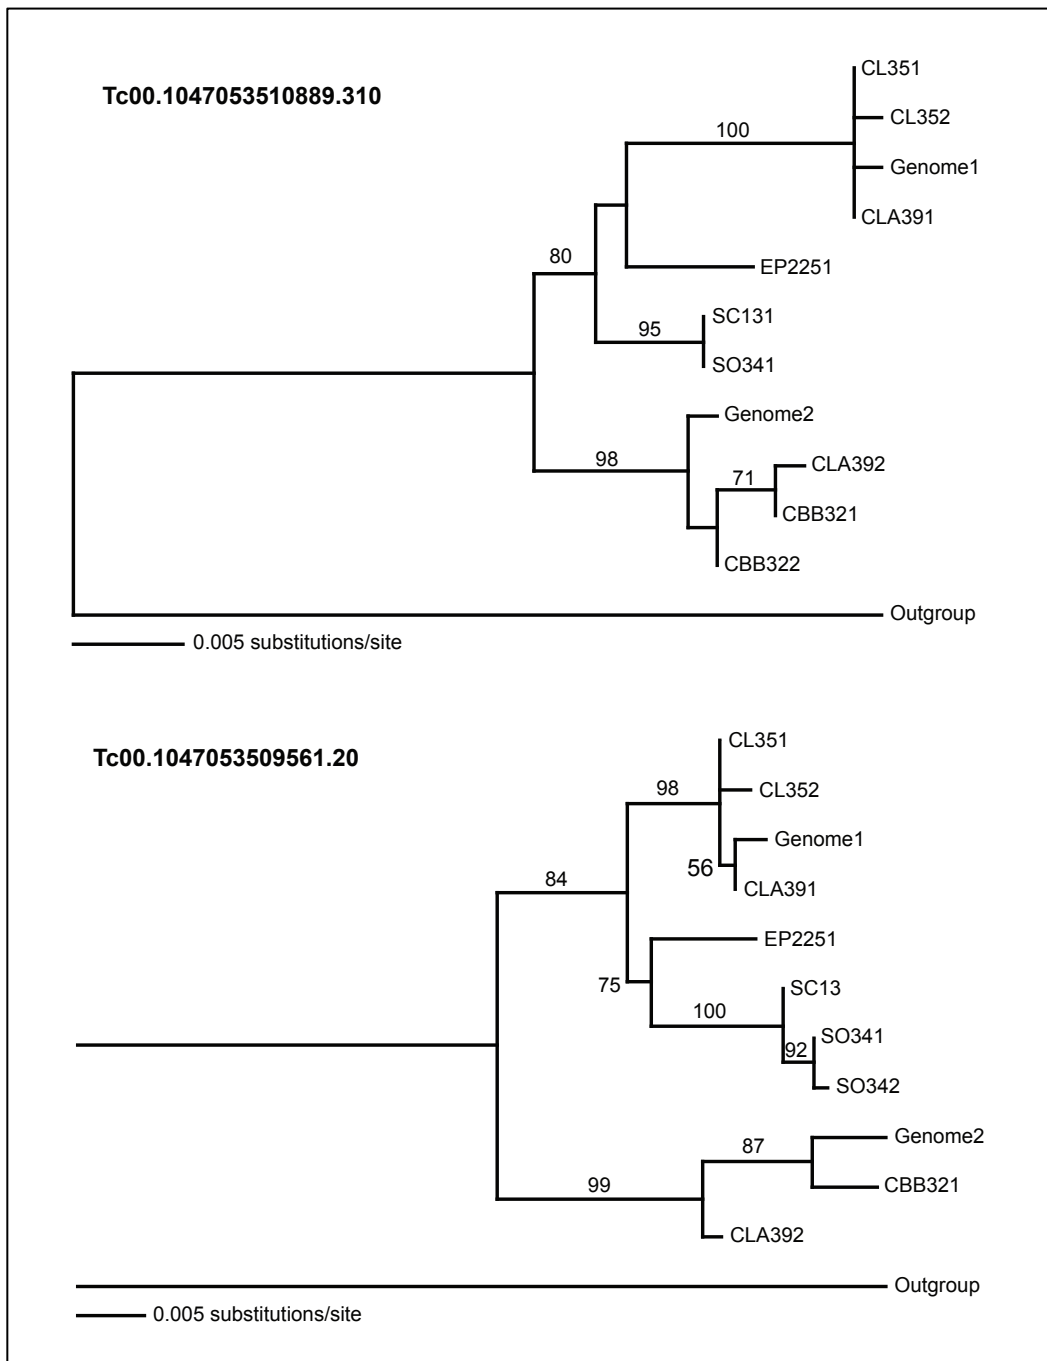 Tc00.1047053510889.310
CL351
CL352
100
Genome1
CLA391
80
EP2251
SC131
95
SO341
Genome2
98
CLA392
71
CBB321
CBB322
Outgroup
0.005 substitutions/site
Tc00.1047053509561.20
CL351
98
CL352
Genome1
56
84
CLA391
EP2251
75
SC13
100
SO341
92
SO342
Genome2
87
CBB321
99
CLA392
Outgroup
0.005 substitutions/site